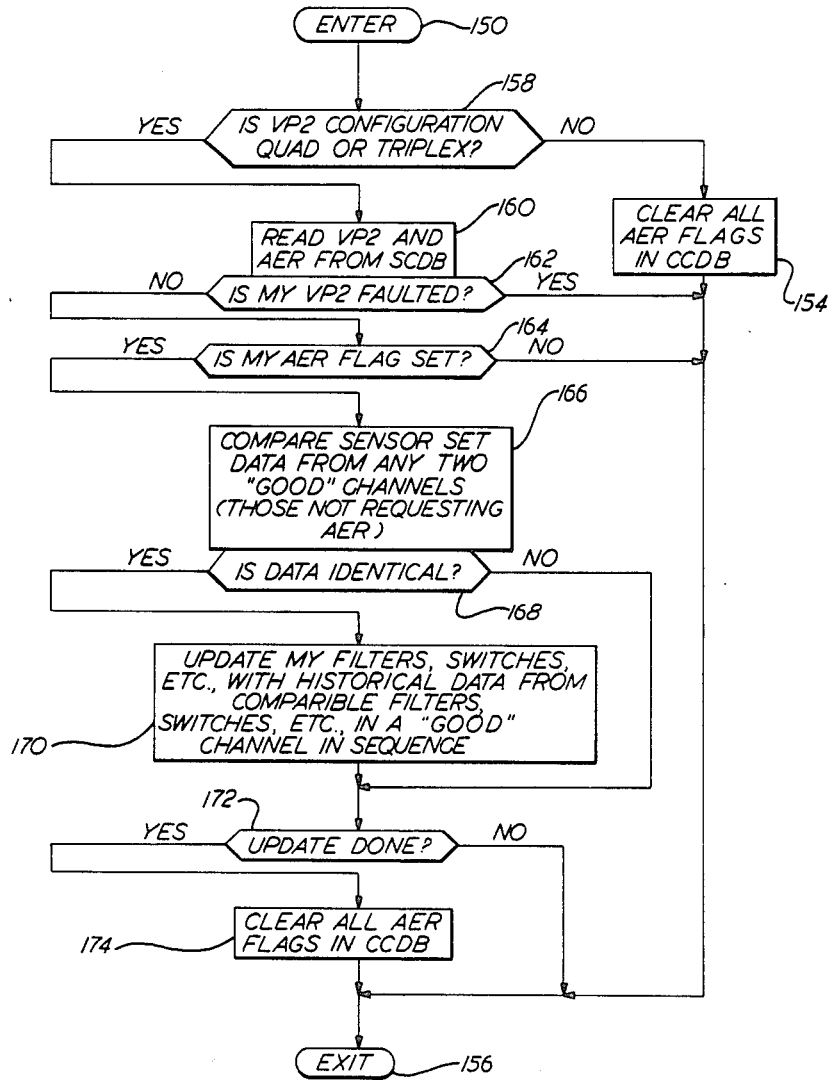 ENTER
150
158
YES
IS VP2 CONFIGURATION
QUAD OR TRIPLEX?
NO
160
READ VP2 AND
AER FROM SCDB
CLEAR ALL
AER FLAGS
IN CCDB
154
162
NO
IS MY VP2 FAULTED?
YES
164
YES
IS MY AER FLAG SET?
NO
166
COMPARE SENSOR SET
DATA FROM ANY TWO
"GOOD" CHANNELS
(THOSE NOT REQUESTING
AER)
YES
IS DATA IDENTICAL?
NO
168
UPDATE MY FILTERS, SWITCHES,
ETC., WITH HISTORICAL DATA FROM
COMPARIBLE FILTERS,
SWITCHES, ETC., IN A "GOOD"
CHANNEL IN SEQUENCE
170
172
YES
UPDATE DONE?
NO
CLEAR ALL AER
FLAGS IN CCDB
174
EXIT
156